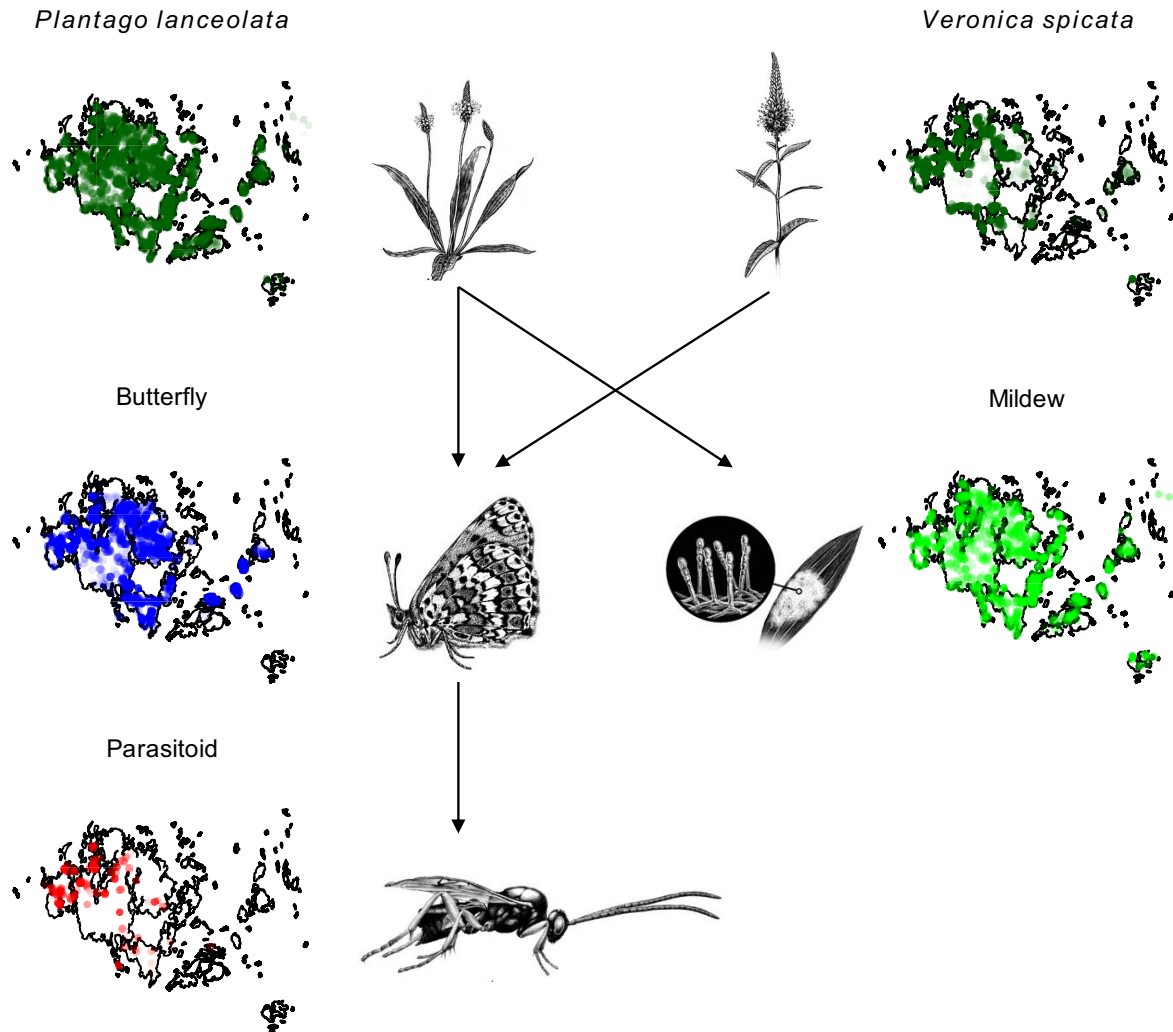 Plantago lanceolata
Veronica spicata
Butterfly
Mildew
Parasitoid